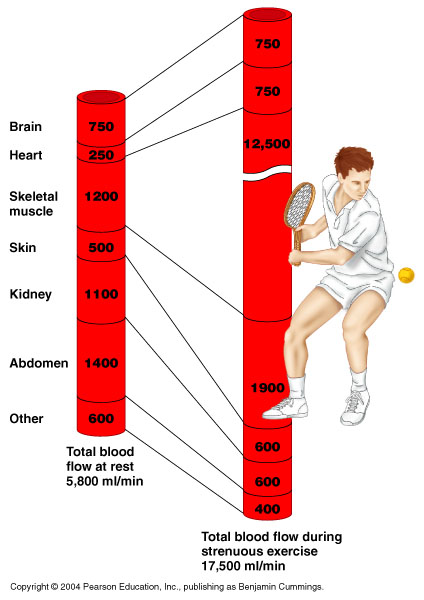 750
750
12,500
Brain 750
Heart 250
Skeletal
muscle 1200
Skin 500
Kidney 1100
Abdomen 1400
1900
Other 600
600
600
400
Total blood
flow at rest
5,800 ml/min
Total blood flow during
strenuous exercise
17,500 ml/min
Copyright © 2004 Pearson Education, Inc., publishing as Benjamin Cummings.